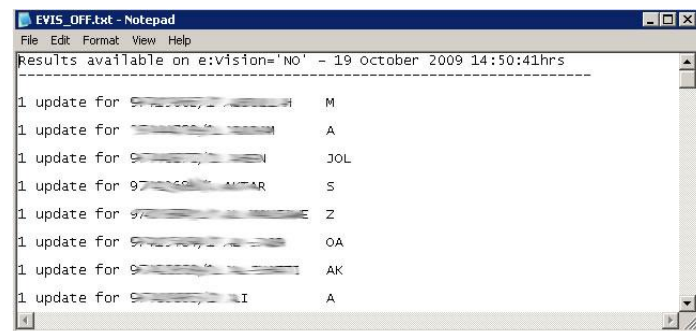 EVIS_OFF.txt - Notepad
File Edit Format View Help
Results available on e:Vision='NO' - 19 October 2009 14:50:41hrs
1 update for M
1 update for A
1 update for JOL
1 update for S
1 update for Z
1 update for OA
1 update for AK
1 update for A